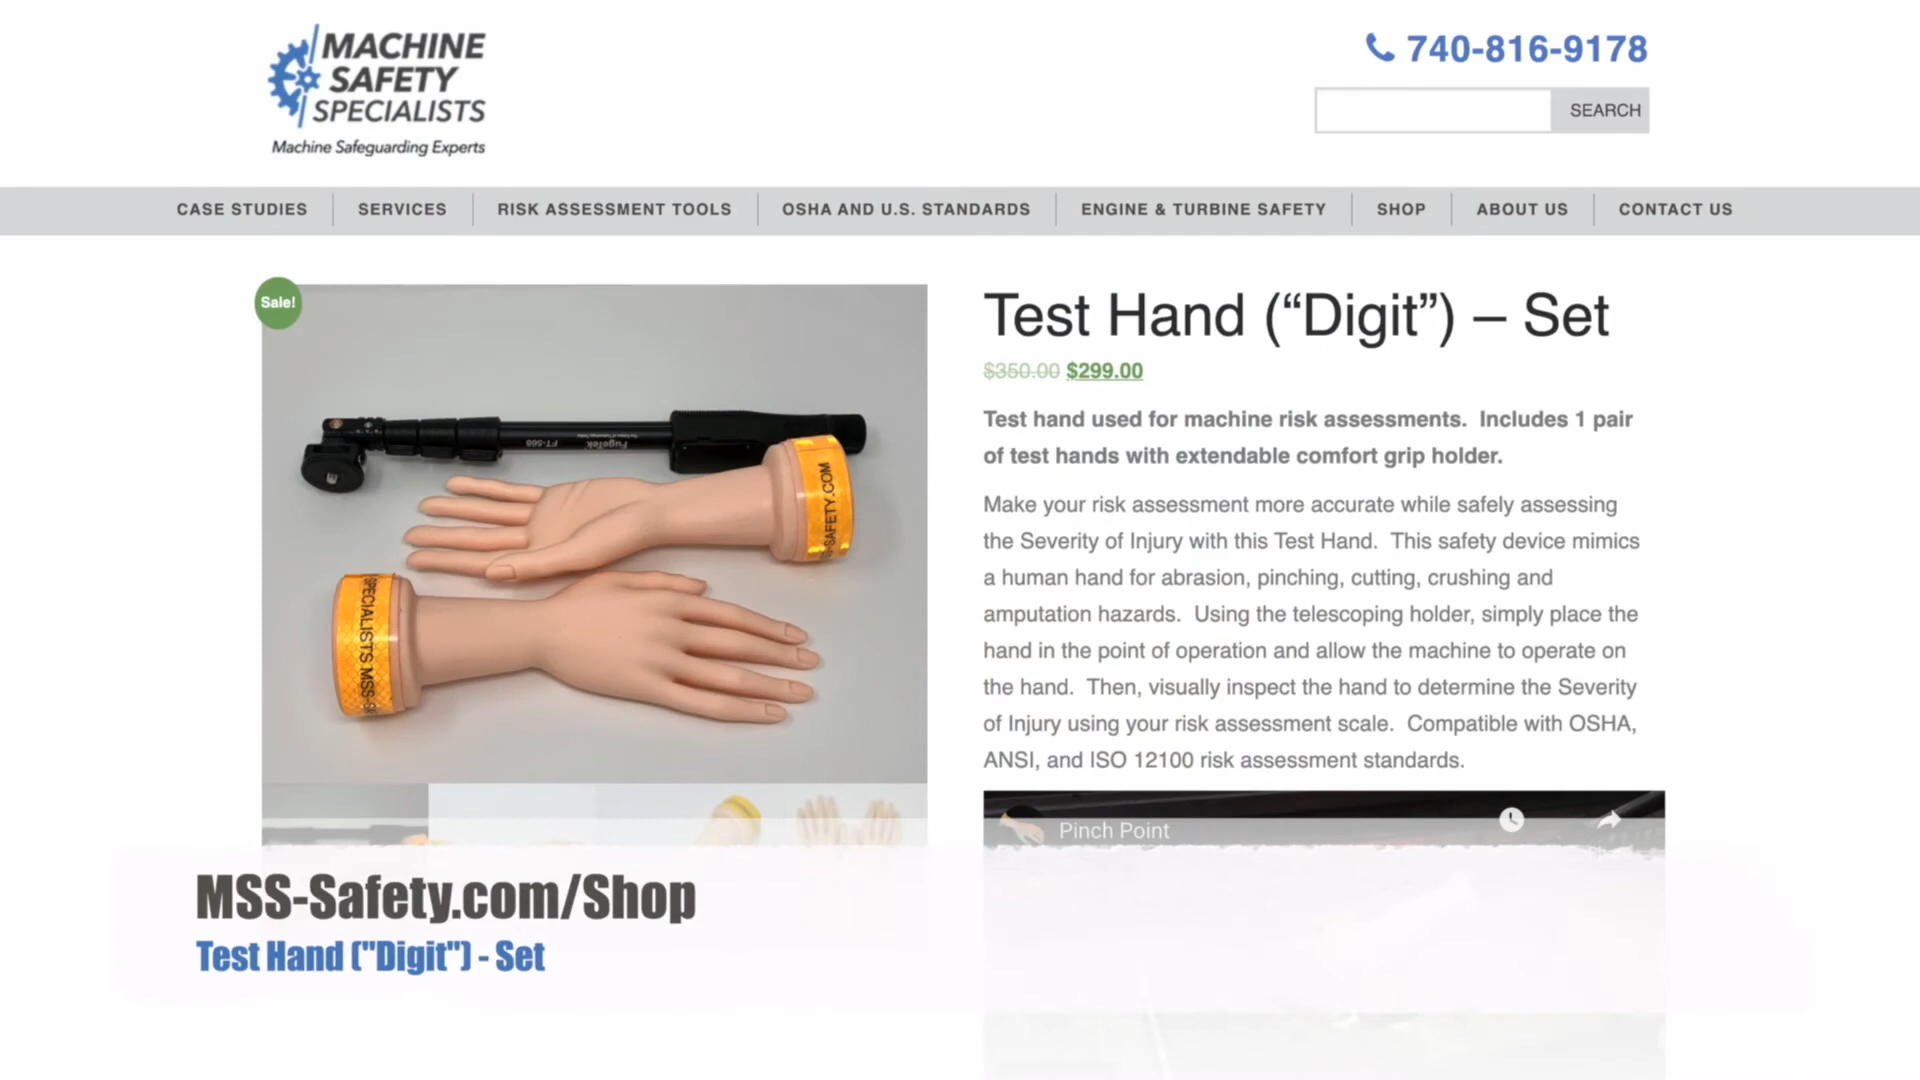 MACHINE
SAFETY
SPECIALISTS
Machine Safeguarding Experts
740-816-9178
SEARCH
CASE STUDIES
SERVICES
RISK ASSESSMENT TOOLS
OSHA AND U.S. STANDARDS
ENGINE & TURBINE SAFETY
SHOP
ABOUT US
CONTACT US
Sale!
FugeTek
FT-568
-SAFETY.COM
SPECIALISTS MSS-
Test Hand (“Digit”) – Set
$350.00 $299.00
Test hand used for machine risk assessments. Includes 1 pair
of test hands with extendable comfort grip holder.
Make your risk assessment more accurate while safely assessing
the Severity of Injury with this Test Hand. This safety device mimics
a human hand for abrasion, pinching, cutting, crushing and
amputation hazards. Using the telescoping holder, simply place the
hand in the point of operation and allow the machine to operate on
the hand. Then, visually inspect the hand to determine the Severity
of Injury using your risk assessment scale. Compatible with OSHA,
ANSI, and ISO 12100 risk assessment standards.
Pinch Point
MSS-Safety.com/Shop
Test Hand ("Digit") - Set